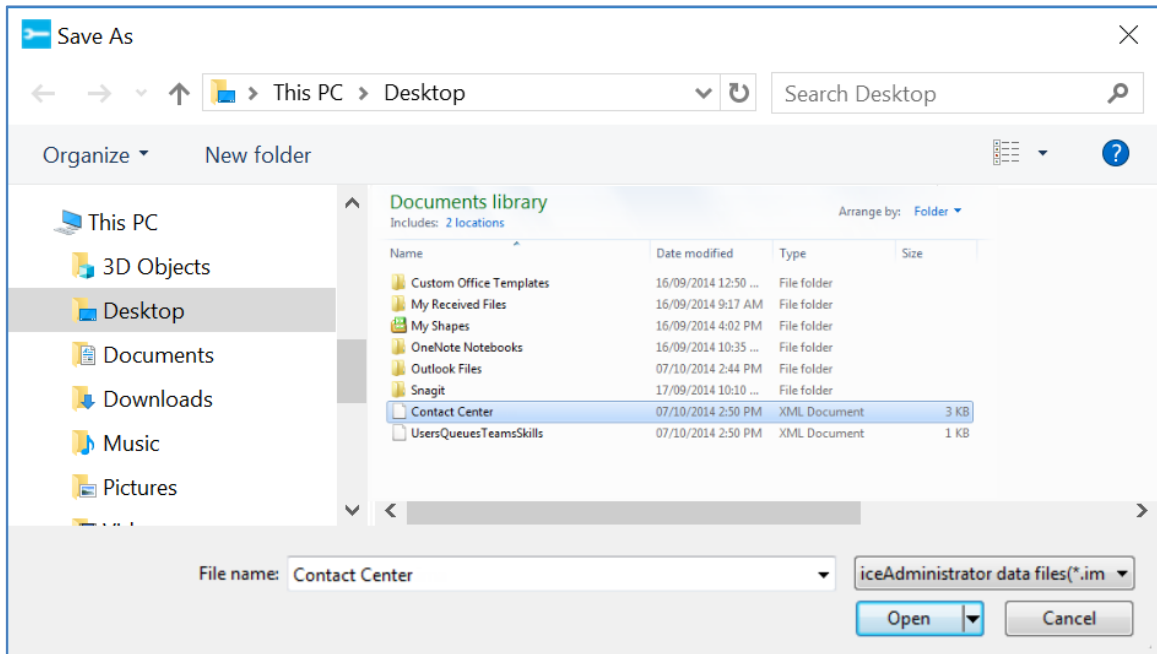 Save As
This PC > Desktop
Search Desktop
Organize
New folder
?
This PC
3D Objects
Desktop
Documents
Downloads
Music
Pictures
Documents library
Includes: 2 locations
Arrange by: Folder
Name Date modified Type Size
Custom Office Templates 16/09/2014 12:50 ... File folder
My Received Files 16/09/2014 9:17 AM File folder
My Shapes 16/09/2014 4:02 PM File folder
OneNote Notebooks 16/09/2014 10:35 ... File folder
Outlook Files 07/10/2014 2:44 PM File folder
Snagit 17/09/2014 10:10 ... File folder
Contact Center 07/10/2014 2:50 PM XML Document 3 KB
UsersQueuesTeamsSkills 07/10/2014 2:50 PM XML Document 1 KB
File name: Contact Center
iceAdministrator data files(*.im
Open
Cancel